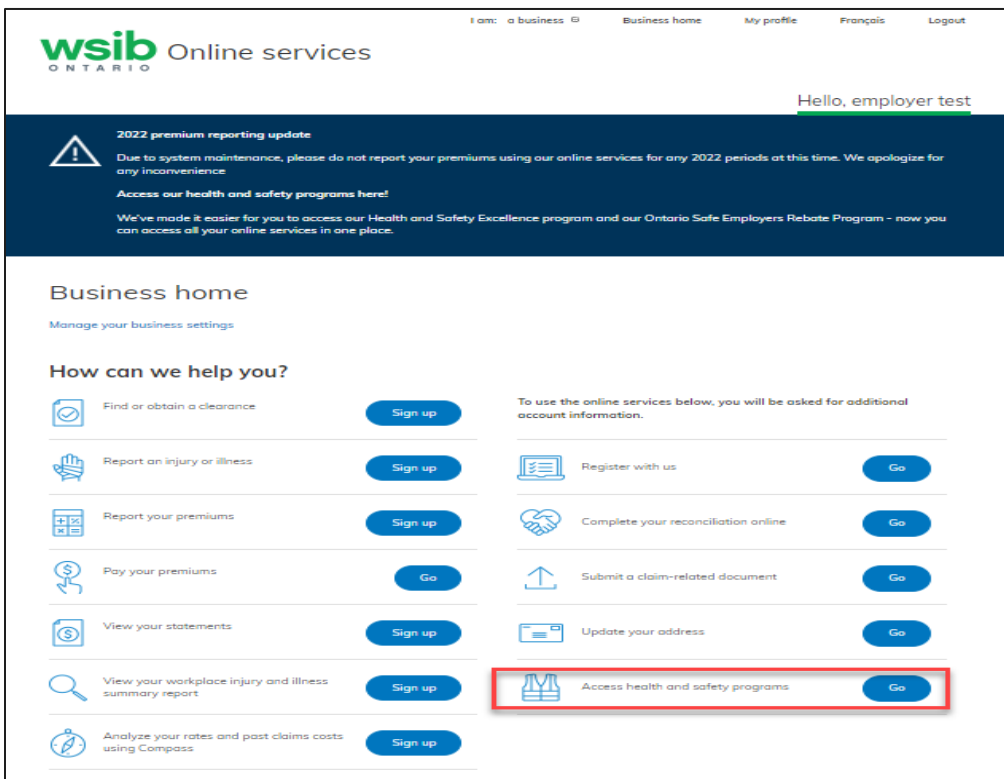 I am: a business
Business home
My profile
Français
Logout
wsib
ONTARIO
Online services
Hello, employer test
2022 premium reporting update
Due to system maintenance, please do not report your premiums using our online services for any 2022 periods at this time. We apologize for
any inconvenience
Access our health and safety programs here!
We've made it easier for you to access our Health and Safety Excellence program and our Ontario Safe Employers Rebate Program - now you
can access all your online services in one place.
Business home
Manage your business settings
How can we help you?
Find or obtain a clearance
Sign up
Report an injury or illness
Sign up
Report your premiums
Sign up
Pay your premiums
Go
View your statements
Sign up
View your workplace injury and illness
summary report
Sign up
Analyze your rates and past claims costs
using Compass
Sign up
To use the online services below, you will be asked for additional
account information.
Register with us
Go
Complete your reconciliation online
Go
Submit a claim-related document
Go
Update your address
Go
Access health and safety programs
Go